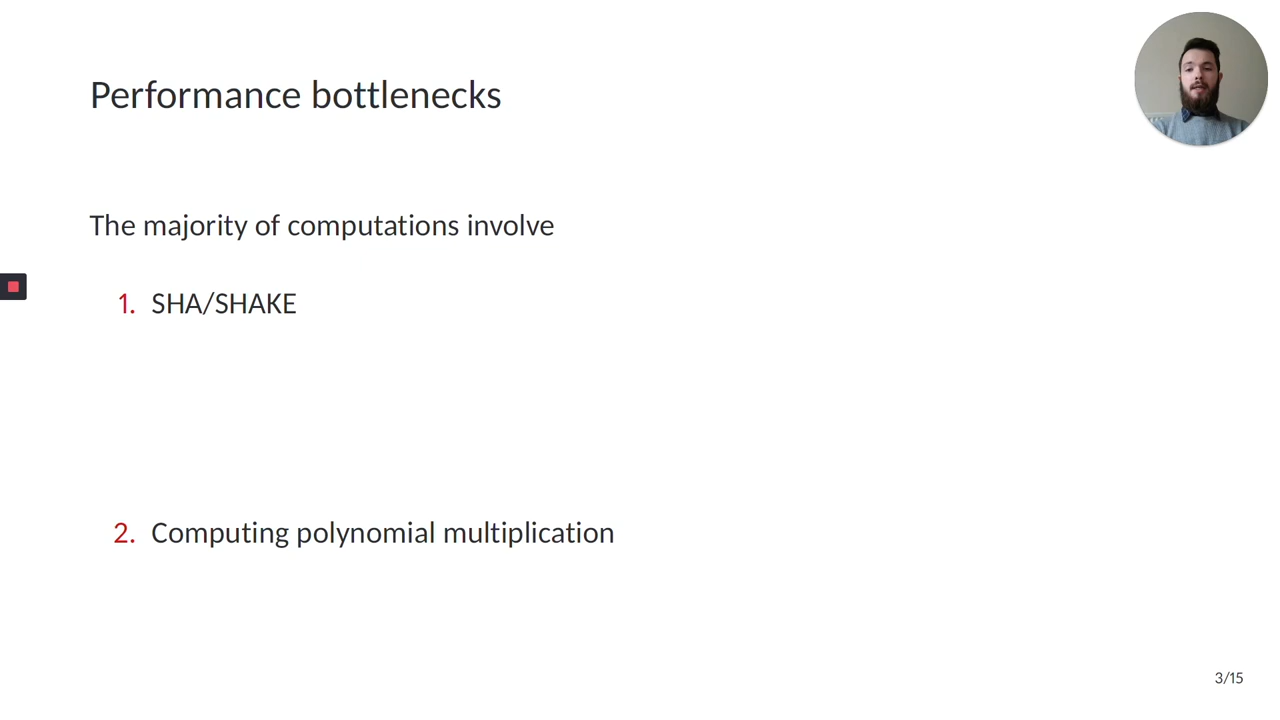 Performance bottlenecks
The majority of computations involve
1. SHA/SHAKE
2. Computing polynomial multiplication
3/15